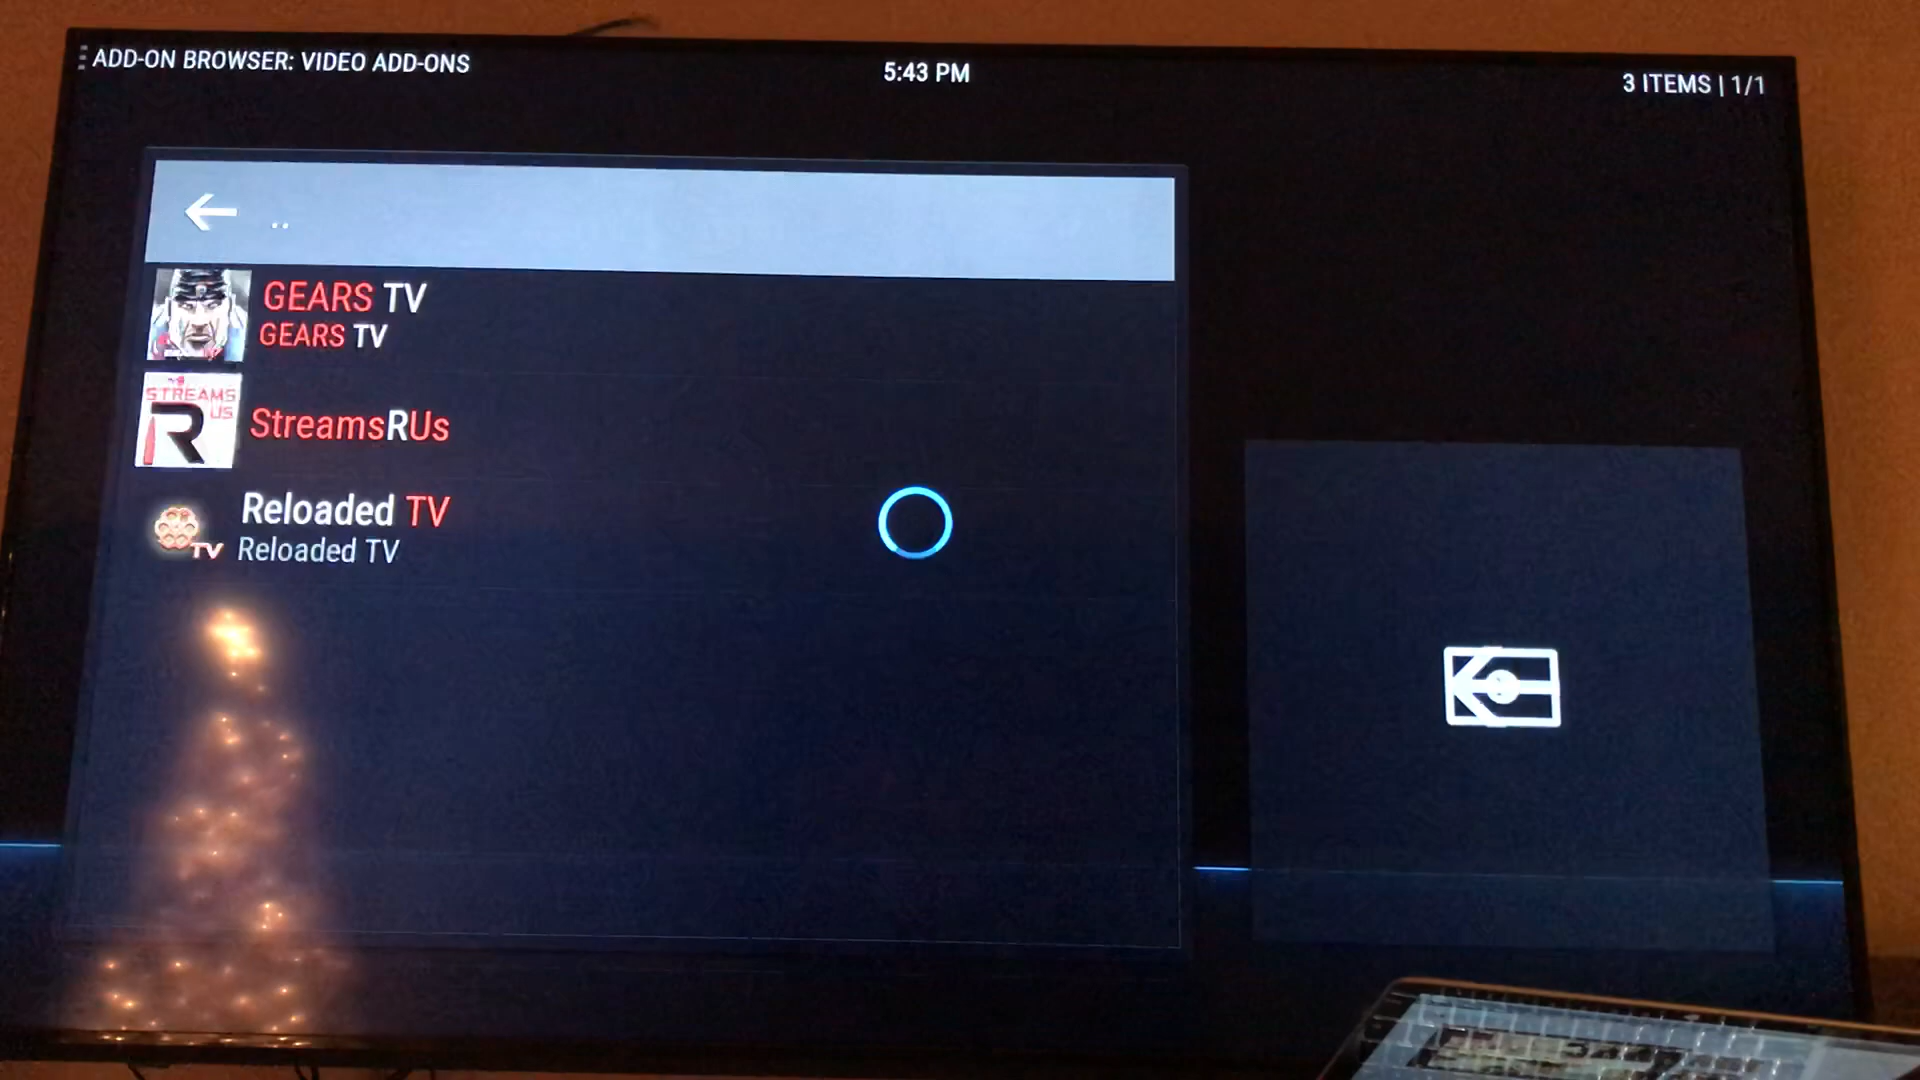 ADD-ON BROWSER: VIDEO ADD-ONS
5:43 PM
3 ITEMS | 1/1
..
GEARS TV
GEARS TV
STREAMS
R US
StreamsRUs
Reloaded TV
TV
Reloaded TV